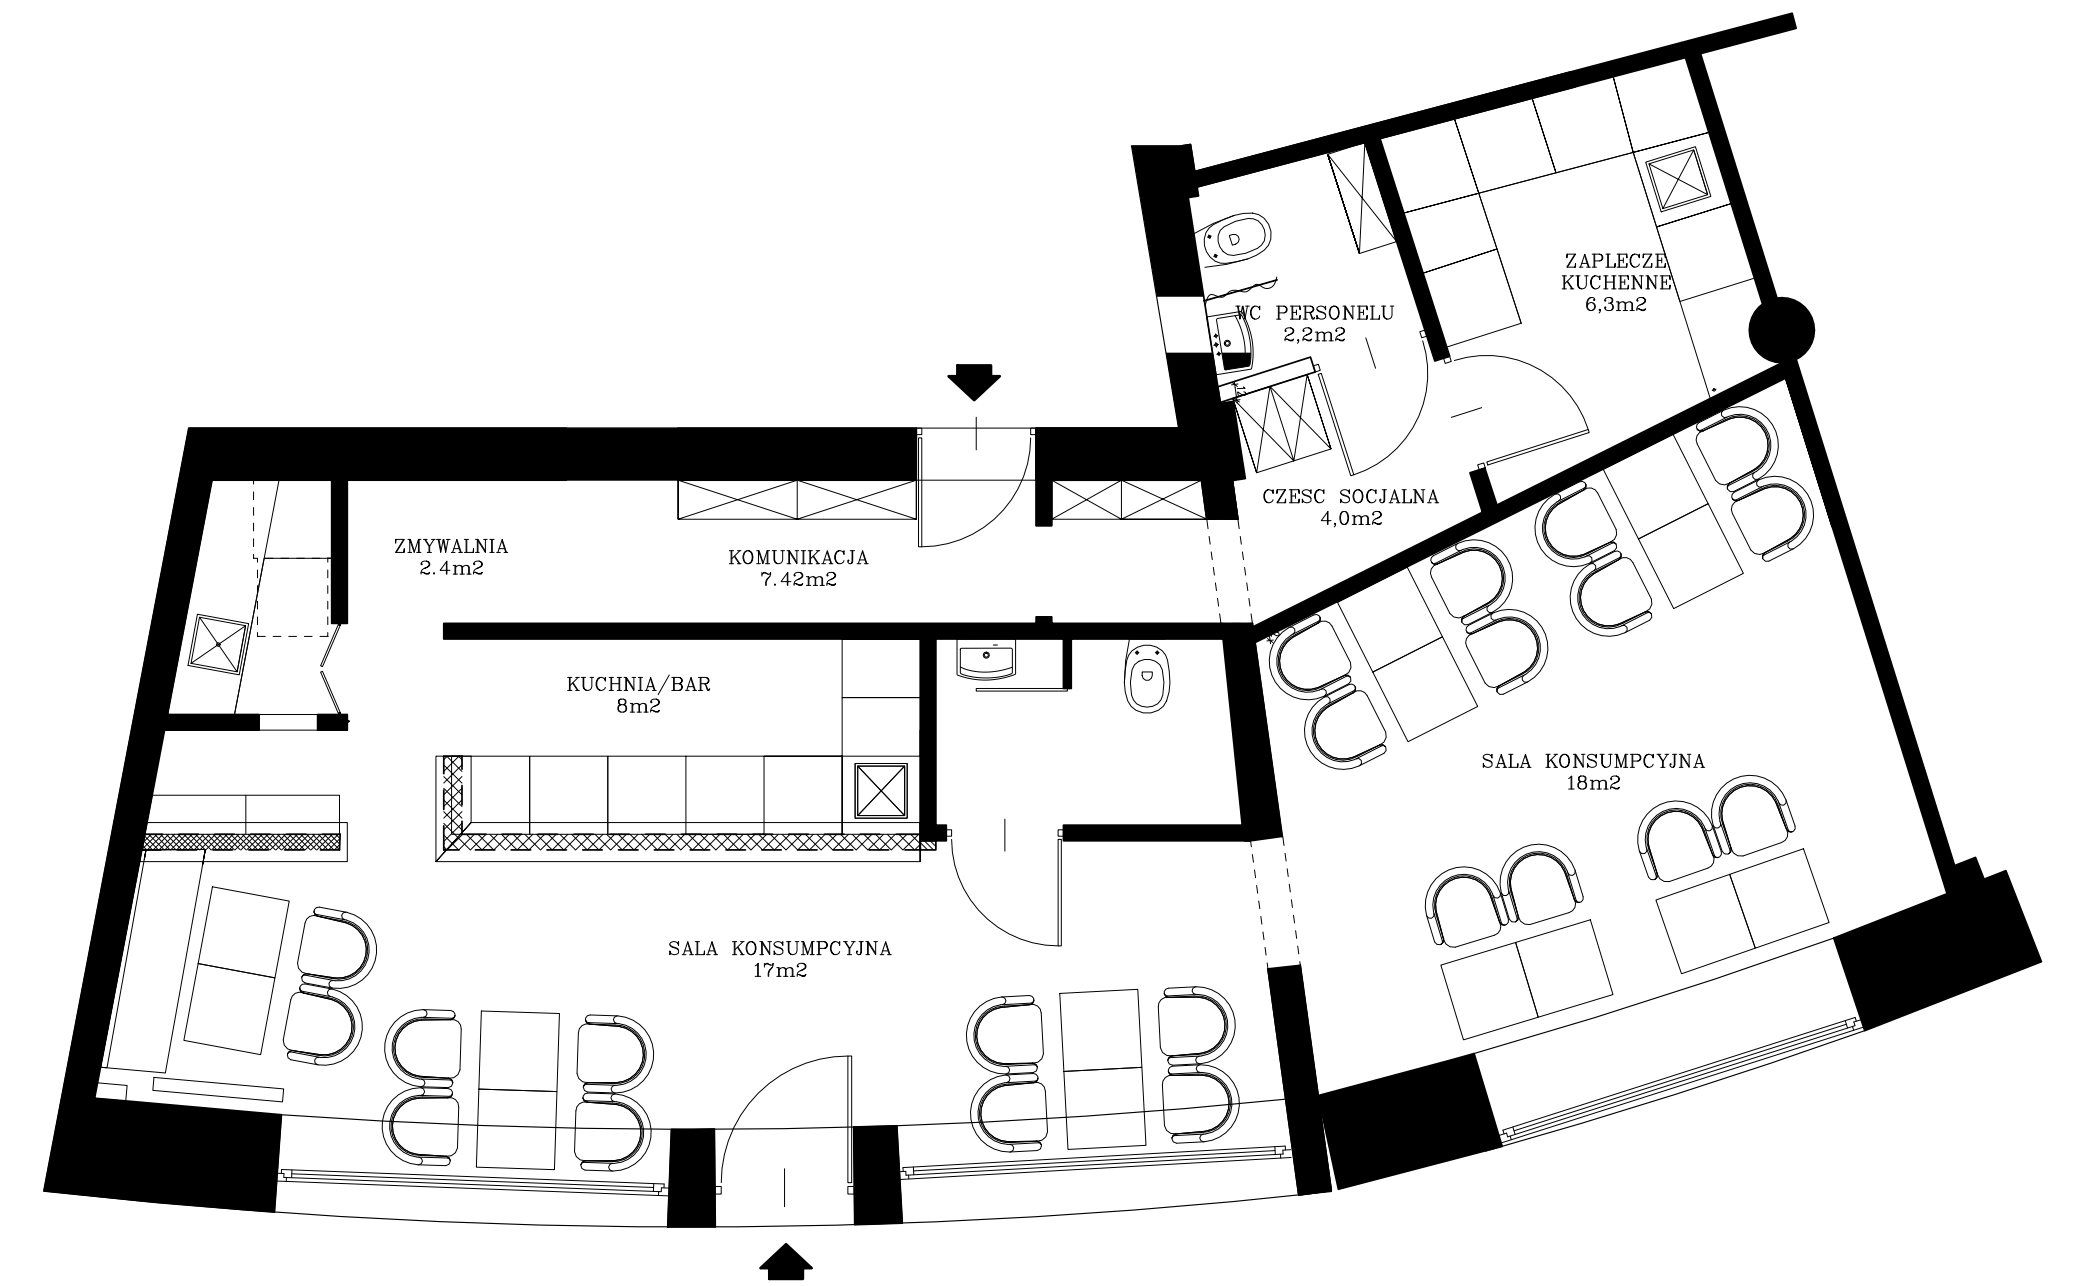 ZAPLECZE
KUCHENNE
6,3m2
WC PERSONELU
2,2m2
CZESC SOCJALNA
4,0m2
ZMYWALNIA
2.4m2
KOMUNIKACJA
7.42m2
KUCHNIA/BAR
8m2
SALA KONSUMPCYJNA
18m2
SALA KONSUMPCYJNA
17m2